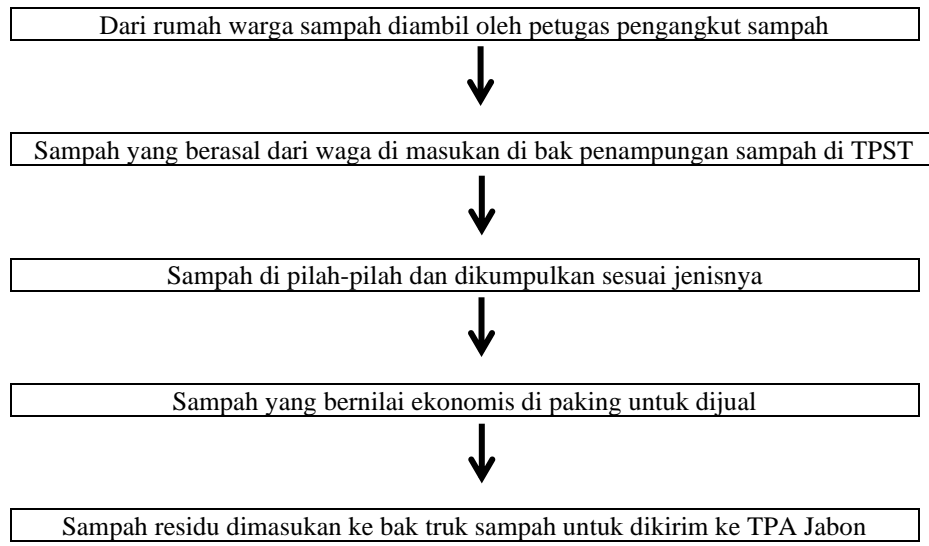 Dari rumah warga sampah diambil oleh petugas pengangkut sampah
Sampah yang berasal dari waga di masukan di bak penampungan sampah di TPST
Sampah di pilah-pilah dan dikumpulkan sesuai jenisnya
Sampah yang bernilai ekonomis di paking untuk dijual
Sampah residu dimasukan ke bak truk sampah untuk dikirim ke TPA Jabon